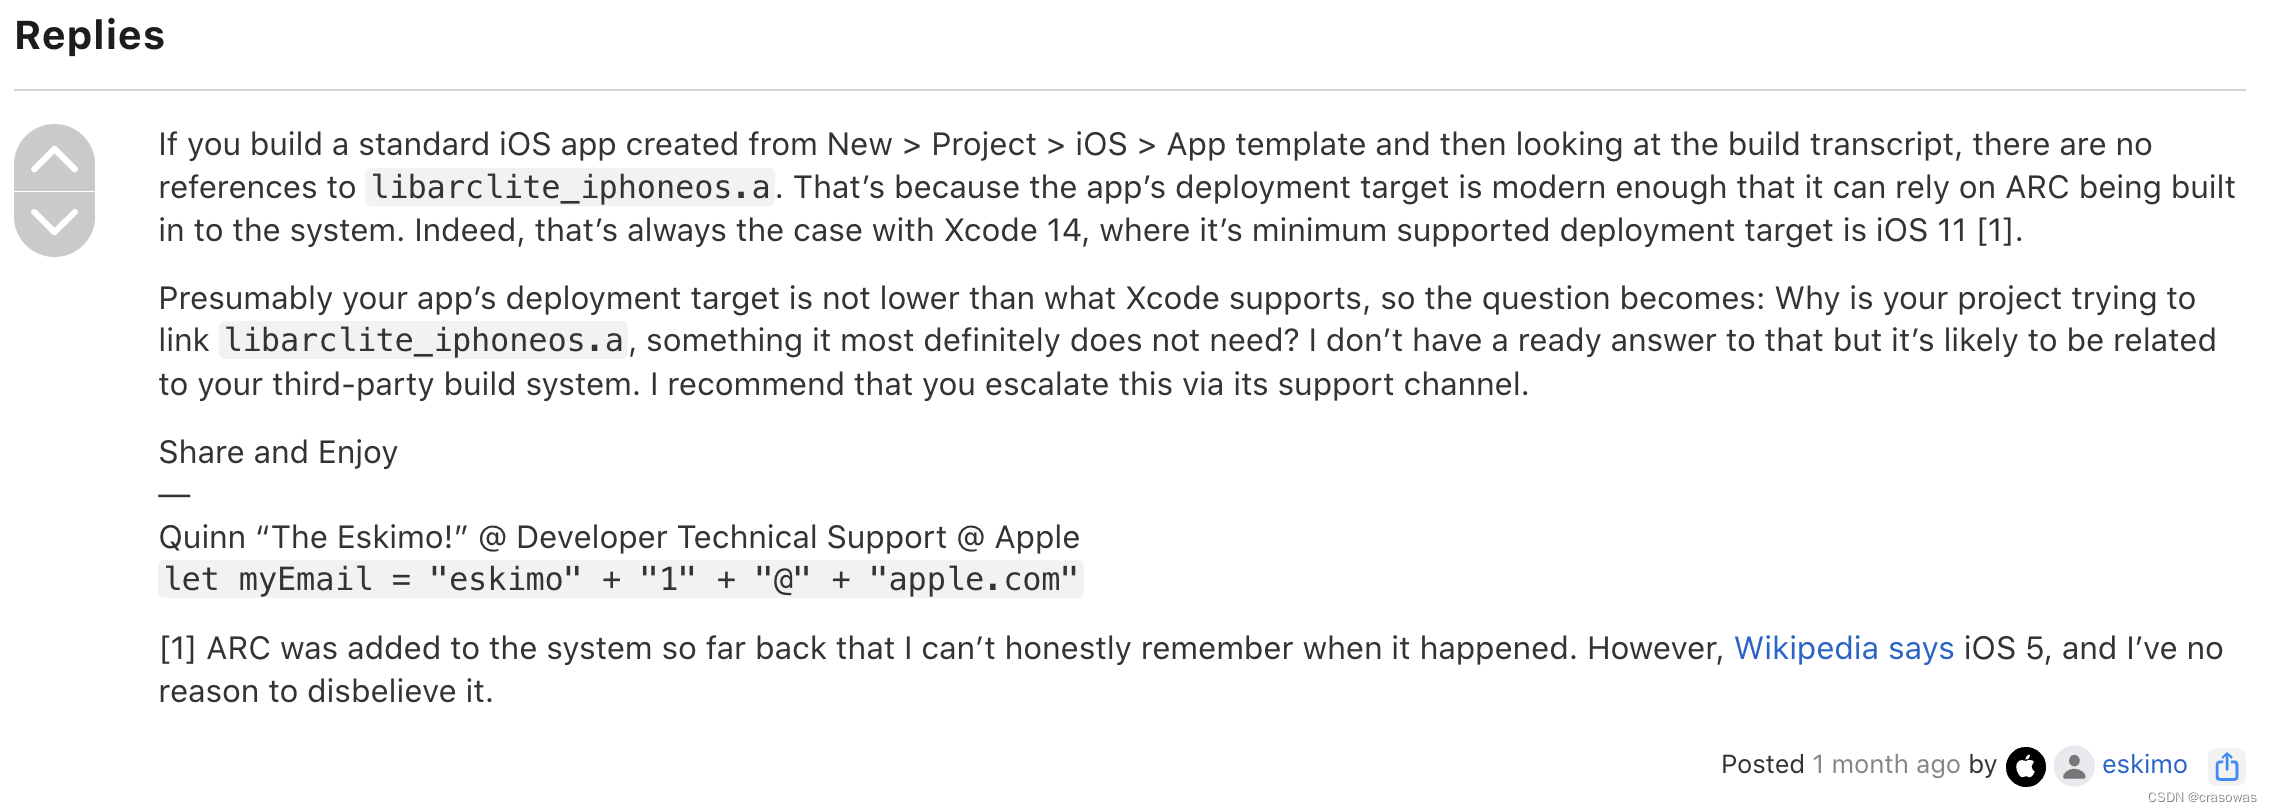 Replies
If you build a standard iOS app created from New > Project > iOS > App template and then looking at the build transcript, there are no
references to libarclite_iphoneos.a. That’s because the app’s deployment target is modern enough that it can rely on ARC being built
in to the system. Indeed, that’s always the case with Xcode 14, where it’s minimum supported deployment target is iOS 11 [1].
Presumably your app’s deployment target is not lower than what Xcode supports, so the question becomes: Why is your project trying to
link libarclite_iphoneos.a, something it most definitely does not need? I don’t have a ready answer to that but it’s likely to be related
to your third-party build system. I recommend that you escalate this via its support channel.
Share and Enjoy
—
Quinn “The Eskimo!” @ Developer Technical Support @ Apple
let myEmail = "eskimo" + "1" + "@" + "apple.com"
[1] ARC was added to the system so far back that I can’t honestly remember when it happened. However, Wikipedia says iOS 5, and I’ve no
reason to disbelieve it.
Posted 1 month ago by eskimo
CSDN @crasowas